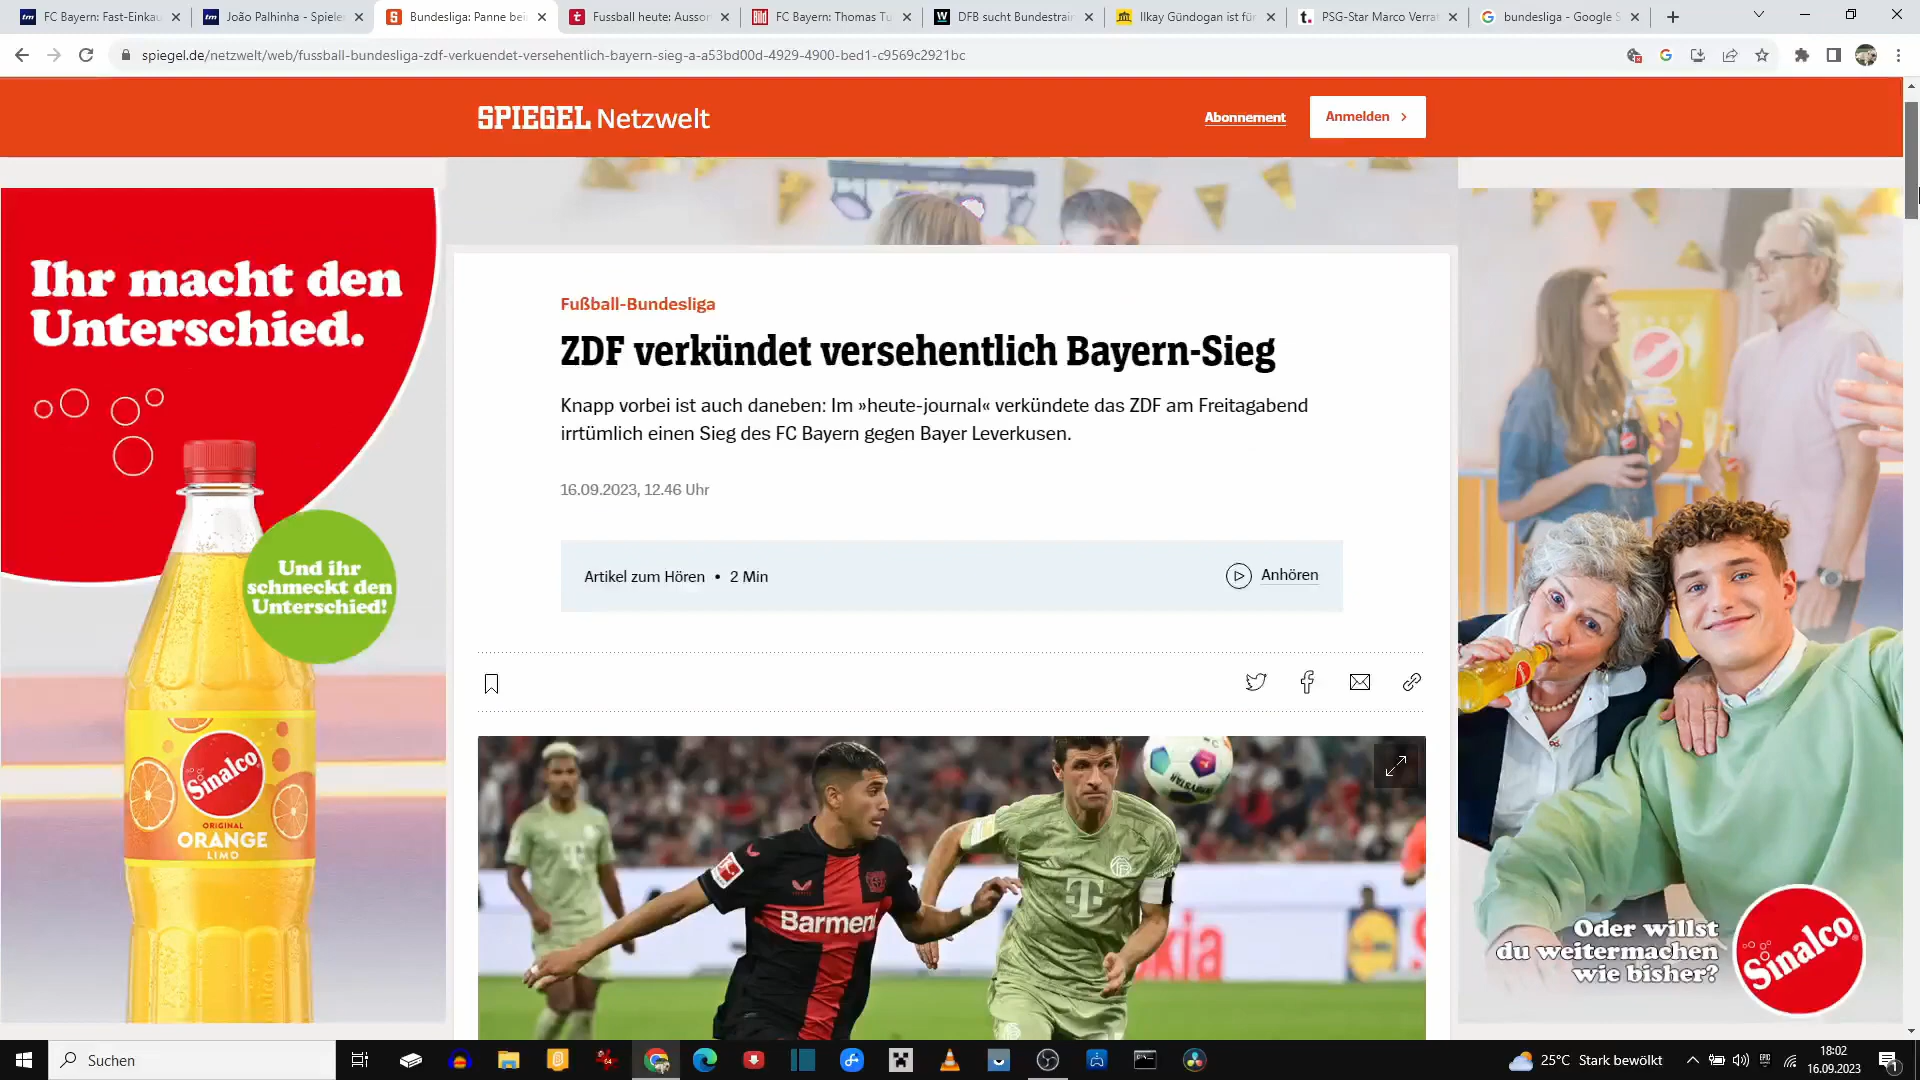 FC Bayern: Fast-Einkau
João Palhinha - Spiele
Bundesliga: Panne bei
Fussball heute: Ausson
FC Bayern: Thomas Tu
DFB sucht Bundestrain
Ilkay Gündogan ist für
PSG-Star Marco Verrat
bundesliga - Google S
spiegel.de/netzwelt/web/fussball-bundesliga-zdf-verkuendet-versehentlich-bayern-sieg-a-a53bd00d-4929-4900-bed1-c9569c2921bc
SPIEGEL Netzwelt
Abonnement
Anmelden
Ihr macht den
Unterschied.
Und ihr
schmeckt den
Unterschied!
Sinalco
ORIGINAL
ORANGE
LIMO
Fußball-Bundesliga
ZDF verkündet versehentlich Bayern-Sieg
Knapp vorbei ist auch daneben: Im »heute-journal« verkündete das ZDF am Freitagabend
irrtümlich einen Sieg des FC Bayern gegen Bayer Leverkusen.
16.09.2023, 12.46 Uhr
Artikel zum Hören • 2 Min
Anhören
Barmeni
T
Oder willst
du weitermachen
wie bisher?
Sinalco
Suchen
25°C Stark bewölkt
18:02
16.09.2023
1